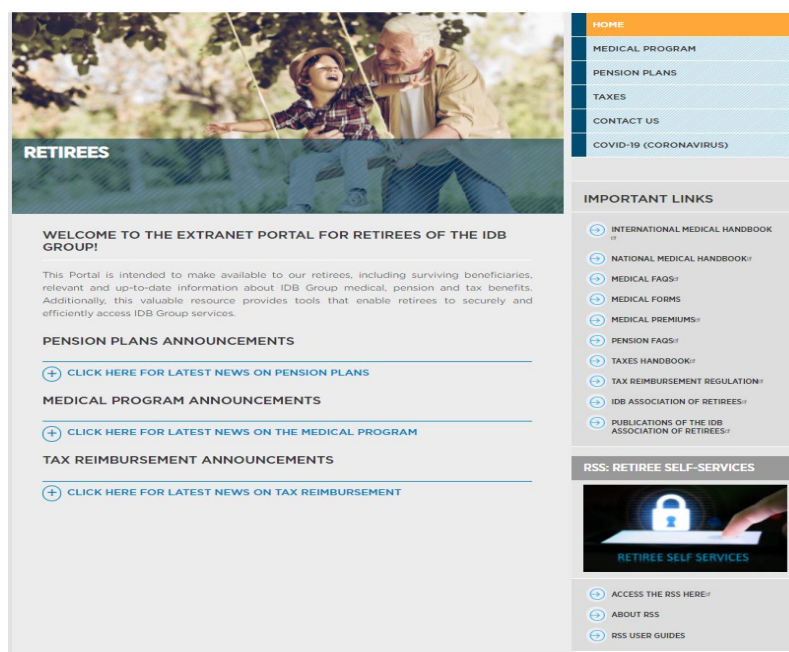 RETIREES
WELCOME TO THE EXTRANET PORTAL FOR RETIREES OF THE IDB
GROUP!
This Portal is intended to make available to our retirees, including surviving beneficiaries,
relevant and up-to-date information about IDB Group medical, pension and tax benefits.
Additionally, this valuable resource provides tools that enable retirees to securely and
efficiently access IDB Group services.
PENSION PLANS ANNOUNCEMENTS
CLICK HERE FOR LATEST NEWS ON PENSION PLANS
MEDICAL PROGRAM ANNOUNCEMENTS
CLICK HERE FOR LATEST NEWS ON THE MEDICAL PROGRAM
TAX REIMBURSEMENT ANNOUNCEMENTS
CLICK HERE FOR LATEST NEWS ON TAX REIMBURSEMENT
HOME
MEDICAL PROGRAM
PENSION PLANS
TAXES
CONTACT US
COVID-19 (CORONAVIRUS)
IMPORTANT LINKS
INTERNATIONAL MEDICAL HANDBOOK
NATIONAL MEDICAL HANDBOOK
MEDICAL FAQS
MEDICAL FORMS
MEDICAL PREMIUMS
PENSION FAQS
TAXES HANDBOOK
TAX REIMBURSEMENT REGULATION
IDB ASSOCIATION OF RETIREES
PUBLICATIONS OF THE IDB
ASSOCIATION OF RETIREES
RSS: RETIREE SELF-SERVICES
RETIREE SELF SERVICES
ACCESS THE RSS HERE
ABOUT RSS
RSS USER GUIDES